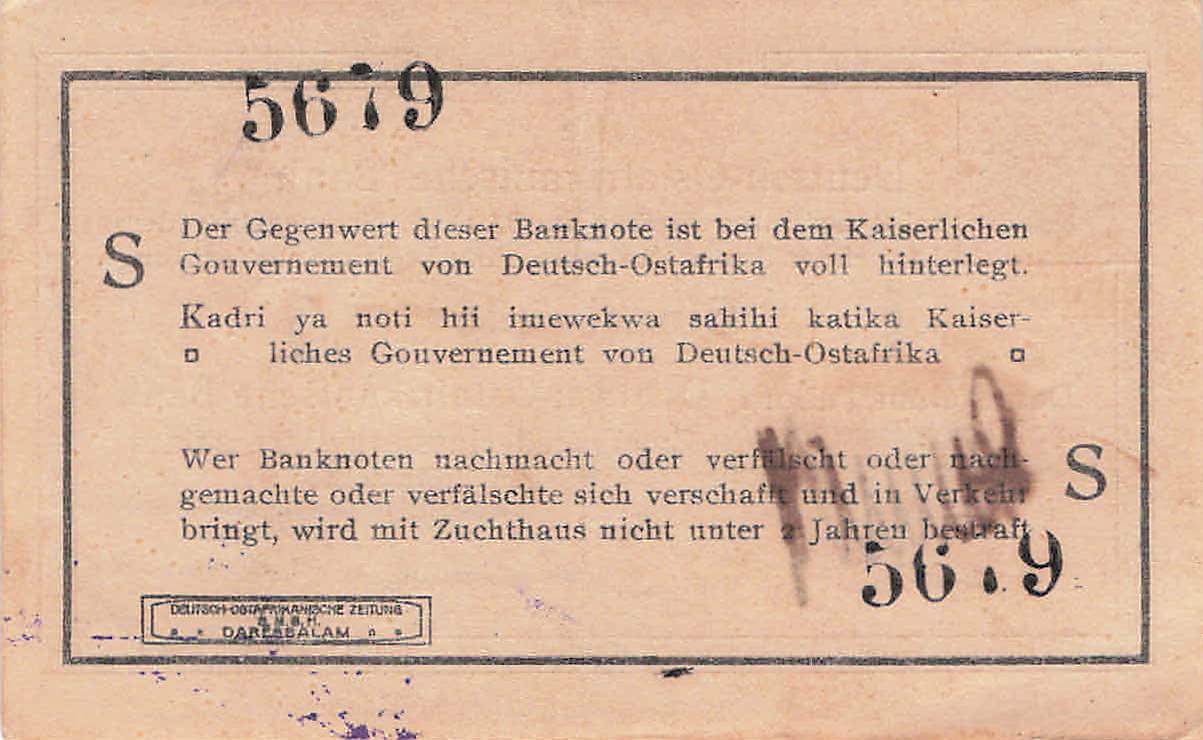 5679
S
Der Gegenwert dieser Banknote ist bei dem Kaiserlichen
Gouvernement von Deutsch-Ostafrika voll hinterlegt.
Kadri ya noti hii imewekwa sahihi katika Kaiser-
liches Gouvernement von Deutsch-Ostafrika
Wer Banknoten nachmacht oder verfälscht oder nach-
gemachte oder verfälschte sich verschafft und in Verkehr
bringt, wird mit Zuchthaus nicht unter 2 Jahren bestraft
S
5679
DEUTSCH-OSTAFRIKANISCHE ZEITUNG
G.M.B.H.
DARESSALAM